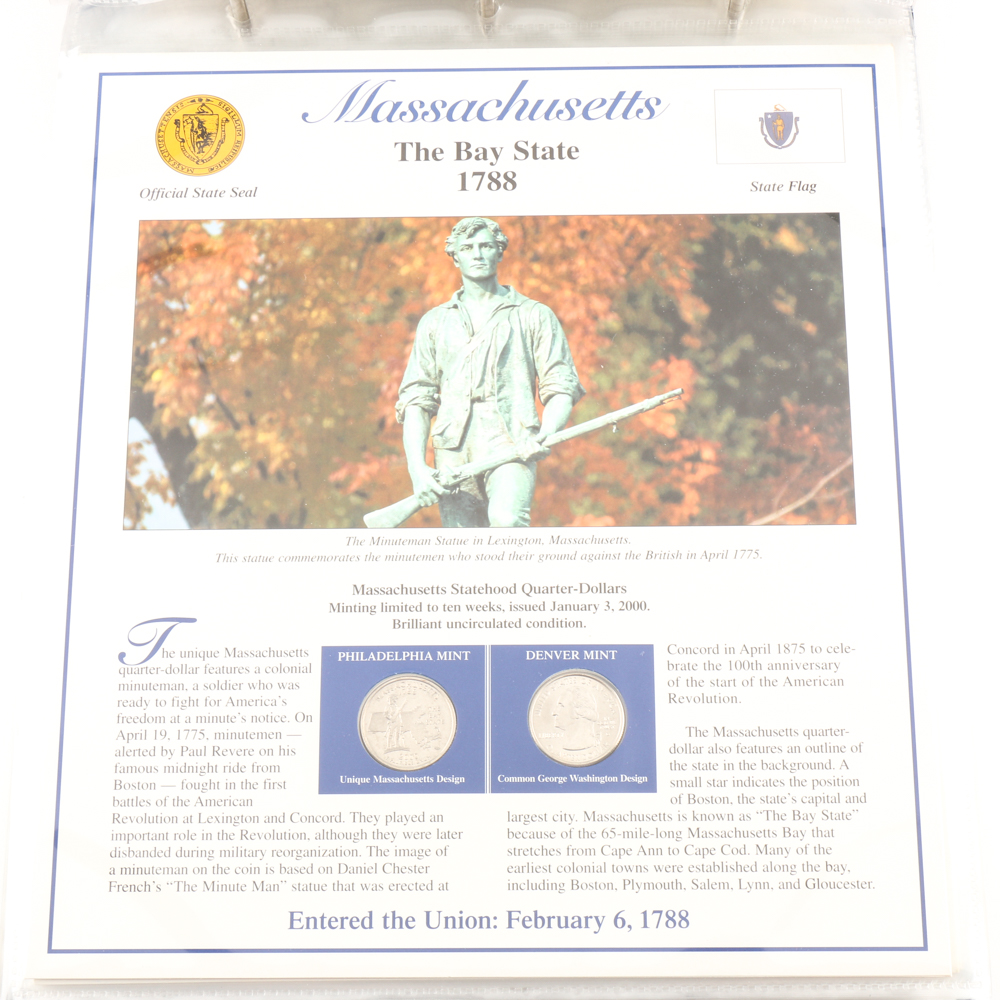 Massachusetts
The Bay State
1788
Official State Seal
State Flag
The Minuteman Statue in Lexington, Massachusetts.
This statue commemorates the minutemen who stood their ground against the British in April 1775.
Massachusetts Statehood Quarter-Dollars
Minting limited to ten weeks, issued January 3, 2000.
Brilliant uncirculated condition.
The unique Massachusetts
quarter-dollar features a colonial
minuteman, a soldier who was
ready to fight for America's
freedom at a minute's notice. On
April 19, 1775, minutemen —
alerted by Paul Revere on his
famous midnight ride from
Boston — fought in the first
battles of the American
Revolution at Lexington and Concord. They played an
important role in the Revolution, although they were later
disbanded during military reorganization. The image of
a minuteman on the coin is based on Daniel Chester
French's “The Minute Man” statue that was erected at
PHILADELPHIA MINT
Unique Massachusetts Design
DENVER MINT
Common George Washington Design
Concord in April 1875 to cele-
brate the 100th anniversary
of the start of the American
Revolution.
The Massachusetts quarter-
dollar also features an outline of
the state in the background. A
small star indicates the position
of Boston, the state's capital and
largest city. Massachusetts is known as “The Bay State”
because of the 65-mile-long Massachusetts Bay that
stretches from Cape Ann to Cape Cod. Many of the
earliest colonial towns were established along the bay,
including Boston, Plymouth, Salem, Lynn, and Gloucester.
Entered the Union: February 6, 1788